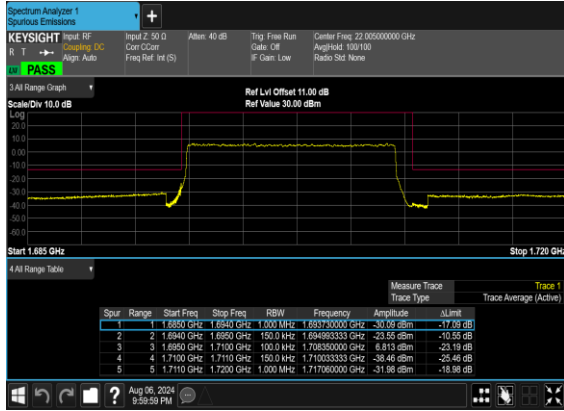 Spectrum Analyzer 1
Spurious Emissions
+
KEYSIGHT Input: RF Input Z: 50 Ω Atten: 40 dB Trig: Free Run Center Freq: 22.005000000 GHz
R T Coupling: DC Corr CCorr Gate: Off Avg|Hold: 100/100
Align: Auto Freq Ref: Int (S) IF Gain: Low Radio Std: None
PASS
3 All Range Graph
Ref Lvl Offset 11.00 dB
Scale/Div 10.0 dB Ref Value 30.00 dBm
Log
20.0
10.0
0.00
-10.0
-20.0
-30.0
-40.0
-50.0
-60.0
Start 1.685 GHz Stop 1.720 GHz
4 All Range Table
Measure Trace Trace 1
Trace Type Trace Average (Active)
Spur Range Start Freq Stop Freq RBW Frequency Amplitude ΔLimit
1 1 1.6850 GHz 1.6940 GHz 1.000 MHz 1.693730000 GHz -30.09 dBm -17.09 dB
2 2 1.6940 GHz 1.6950 GHz 150.0 kHz 1.694993333 GHz -23.55 dBm -10.55 dB
3 3 1.6950 GHz 1.7100 GHz 100.0 kHz 1.708350000 GHz 6.813 dBm -23.19 dB
4 4 1.7100 GHz 1.7110 GHz 150.0 kHz 1.710033333 GHz -38.46 dBm -25.46 dB
5 5 1.7110 GHz 1.7200 GHz 1.000 MHz 1.717060000 GHz -31.98 dBm -18.98 dB
?
Aug 06, 2024
9:59:59 PM